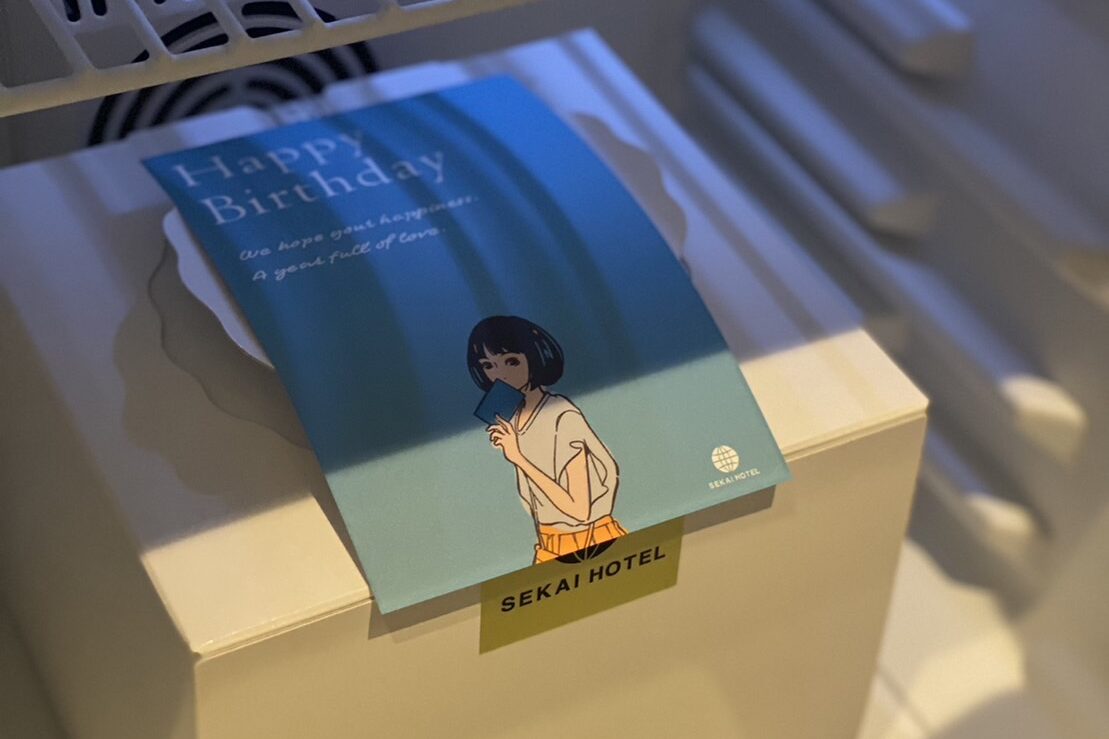 Happy
Birthday
We hope your happiness.
A year full of love.
SEKAI HOTEL
SEKAI HOTEL